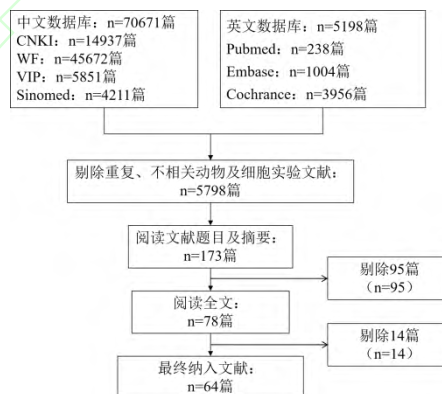 中文数据库：n=70671篇
CNKI：n=14937篇
WF：n=45672篇
VIP：n=5851篇
Sinomed：n=4211篇
英文数据库：n=5198篇
Pubmed：n=238篇
Embase：n=1004篇
Cochrance：n=3956篇
剔除重复、不相关动物及细胞实验文献：
n=5798篇
阅读文献题目及摘要：
n=173篇
剔除95篇
（n=95）
阅读全文：
n=78篇
剔除14篇
（n=14）
最终纳入文献：
n=64篇